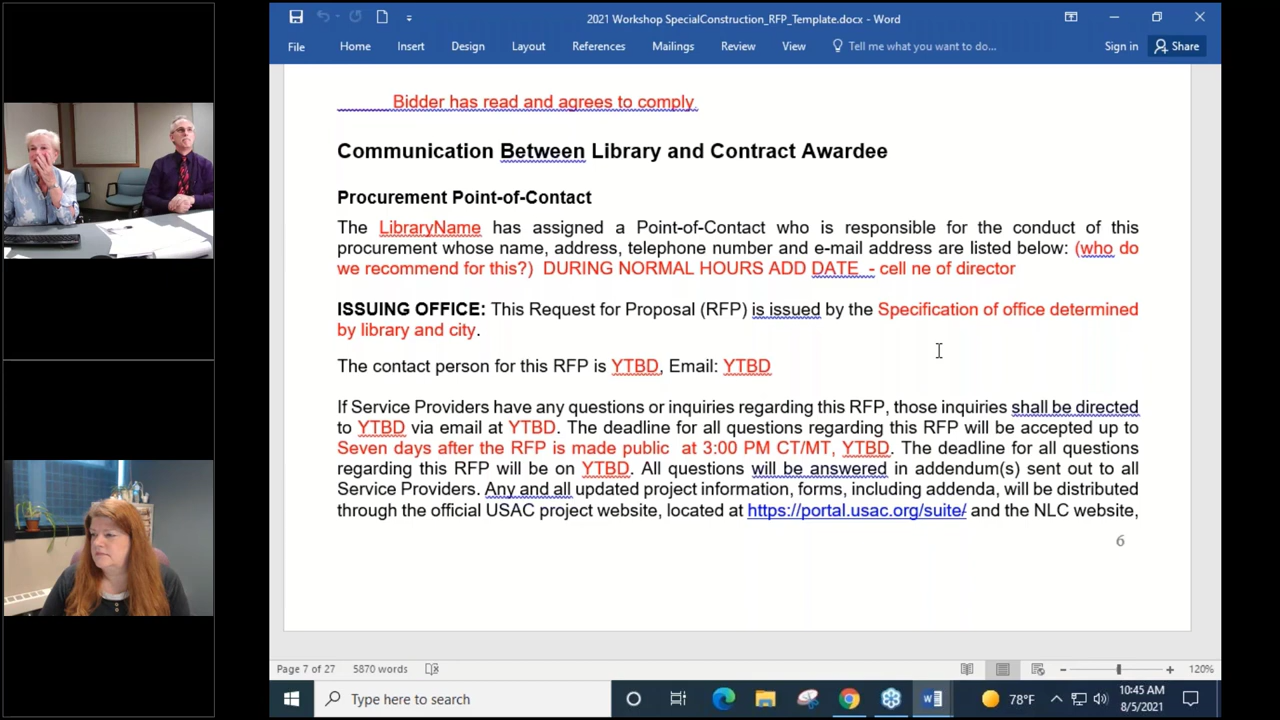 2021 Workshop SpecialConstruction_RFP_Template.docx - Word
File Home Insert Design Layout References Mailings Review View Tell me what you want to do... Sign in Share
Bidder has read and agrees to comply.
Communication Between Library and Contract Awardee
Procurement Point-of-Contact
The LibraryName has assigned a Point-of-Contact who is responsible for the conduct of this
procurement whose name, address, telephone number and e-mail address are listed below: (who do
we recommend for this?) DURING NORMAL HOURS ADD DATE - cell ne of director
ISSUING OFFICE: This Request for Proposal (RFP) is issued by the Specification of office determined
by library and city.
The contact person for this RFP is YTBD, Email: YTBD
If Service Providers have any questions or inquiries regarding this RFP, those inquiries shall be directed
to YTBD via email at YTBD. The deadline for all questions regarding this RFP will be accepted up to
Seven days after the RFP is made public at 3:00 PM CT/MT, YTBD. The deadline for all questions
regarding this RFP will be on YTBD. All questions will be answered in addendum(s) sent out to all
Service Providers. Any and all updated project information, forms, including addenda, will be distributed
through the official USAC project website, located at https://portal.usac.org/suite/ and the NLC website,
6
Page 7 of 27 5870 words 120%
Type here to search 78°F 10:45 AM
8/5/2021